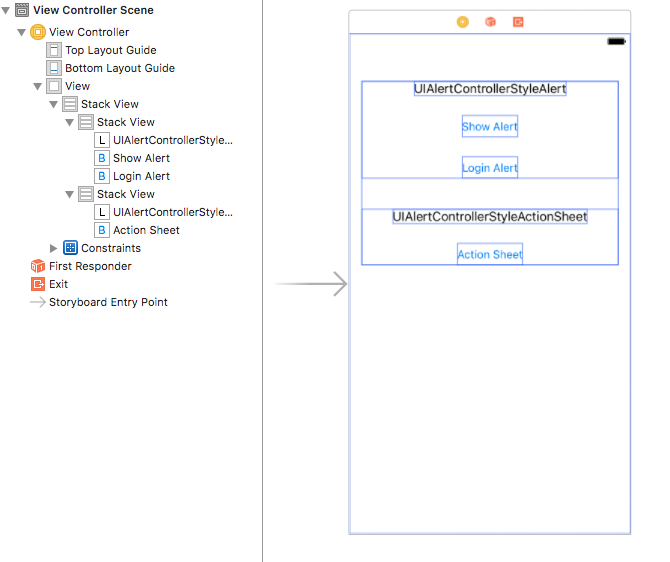 View Controller Scene
View Controller
Top Layout Guide
Bottom Layout Guide
View
Stack View
Stack View
L UIAlertControllerStyle...
B Show Alert
B Login Alert
Stack View
L UIAlertControllerStyle...
B Action Sheet
Constraints
First Responder
Exit
Storyboard Entry Point
UIAlertControllerStyleAlert
Show Alert
Login Alert
UIAlertControllerStyleActionSheet
Action Sheet